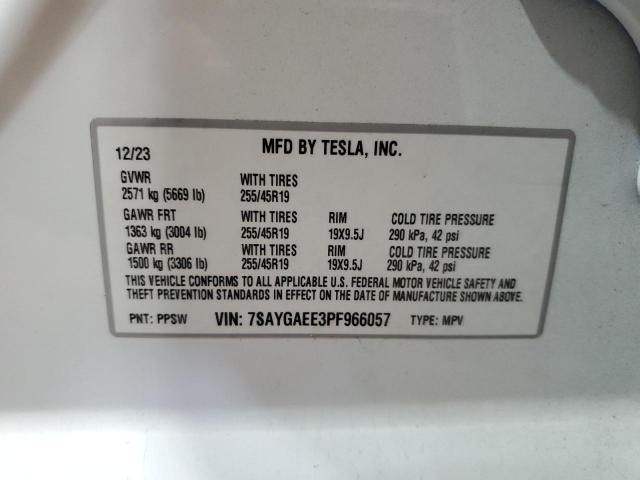 12/23 MFD BY TESLA, INC.
GVWR WITH TIRES
2571 kg (5669 lb) 255/45R19
GAWR FRT WITH TIRES RIM COLD TIRE PRESSURE
1363 kg (3004 lb) 255/45R19 19X9.5J 290 kPa, 42 psi
GAWR RR WITH TIRES RIM COLD TIRE PRESSURE
1500 kg (3306 lb) 255/45R19 19X9.5J 290 kPa, 42 psi
THIS VEHICLE CONFORMS TO ALL APPLICABLE U.S. FEDERAL MOTOR VEHICLE SAFETY AND
THEFT PREVENTION STANDARDS IN EFFECT ON THE DATE OF MANUFACTURE SHOWN ABOVE.
PNT: PPSW VIN: 7SAYGAEE3PF966057 TYPE: MPV